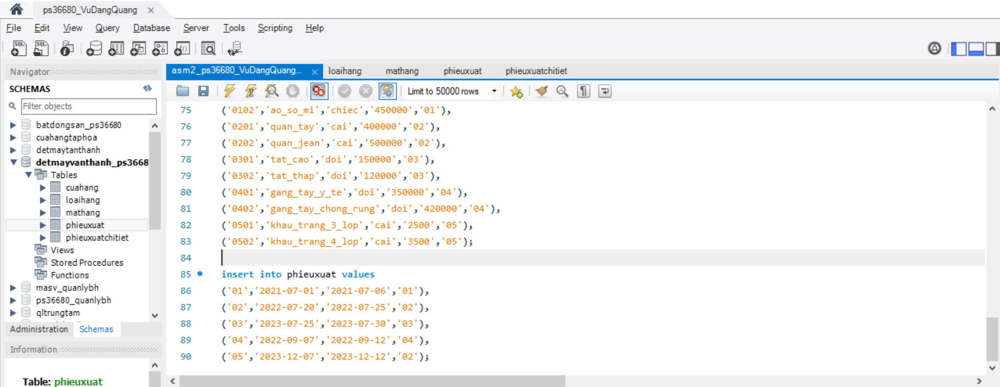 ps36680_VuDangQuang
File Edit View Query Database Server Tools Scripting Help
Navigator
SCHEMAS
Filter objects
batdongsan_ps36680
cuahangtaphoa
detmaytanthanh
detmayvanthanh_ps3668
Tables
cuahang
loaihang
mathang
phieuxuat
phieuxuatchitiet
Views
Stored Procedures
Functions
masv_quanlybh
ps36680_quanlybh
qltrungtam
Administration Schemas
Information
Table: phieuxuat
asm2_ps36680_VuDangQuang... loaihang mathang phieuxuat phieuxuatchitiet
Limit to 50000 rows
75 ('0102','ao_so_mi','chiec','450000','01'),
76 ('0201','quan_tay','cai','400000','02'),
77 ('0202','quan_jean','cai','500000','02'),
78 ('0301','tat_cao','doi','150000','03'),
79 ('0302','tat_thap','doi','120000','03'),
80 ('0401','gang_tay_y_te','doi','350000','04'),
81 ('0402','gang_tay_chong_rung','doi','420000','04'),
82 ('0501','khau_trang_3_lop','cai','2500','05'),
83 ('0502','khau_trang_4_lop','cai','3500','05');
84
85 insert into phieuxuat values
86 ('01','2021-07-01','2021-07-06','01'),
87 ('02','2022-07-20','2022-07-25','02'),
88 ('03','2023-07-25','2023-07-30','03'),
89 ('04','2022-09-07','2022-09-12','04'),
90 ('05','2023-12-07','2023-12-12','02');